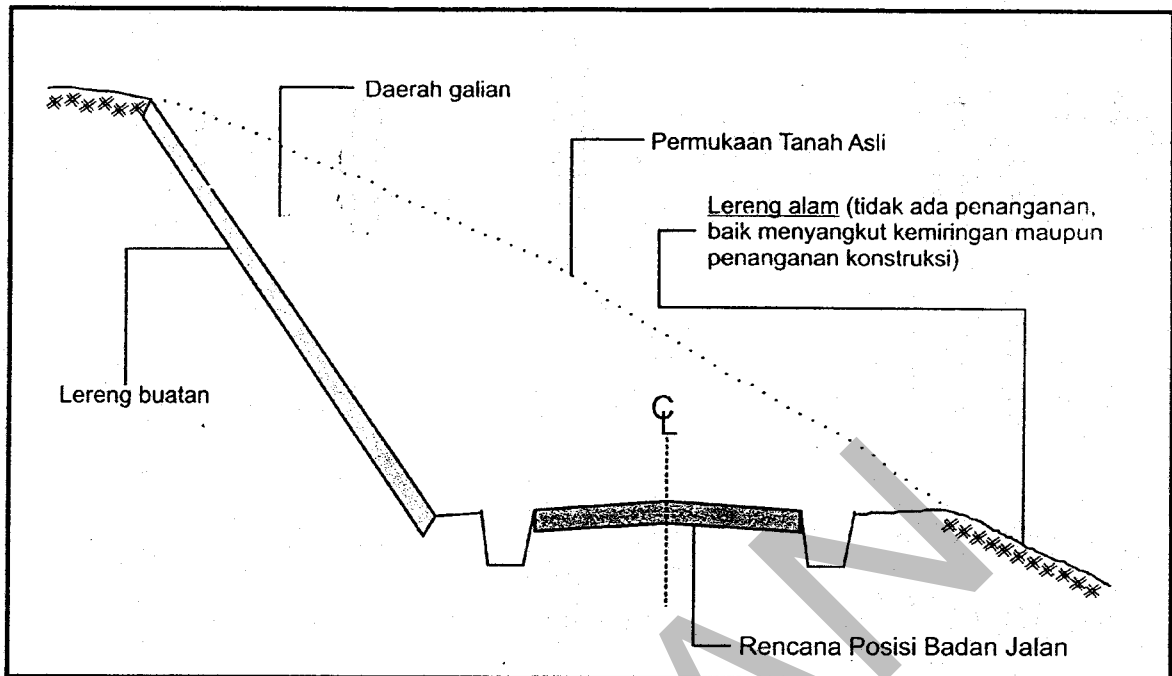 Daerah galian
Permukaan Tanah Asli
Lereng alam (tidak ada penanganan,
baik menyangkut kemiringan maupun
penanganan konstruksi)
Lereng buatan
CL
Rencana Posisi Badan Jalan